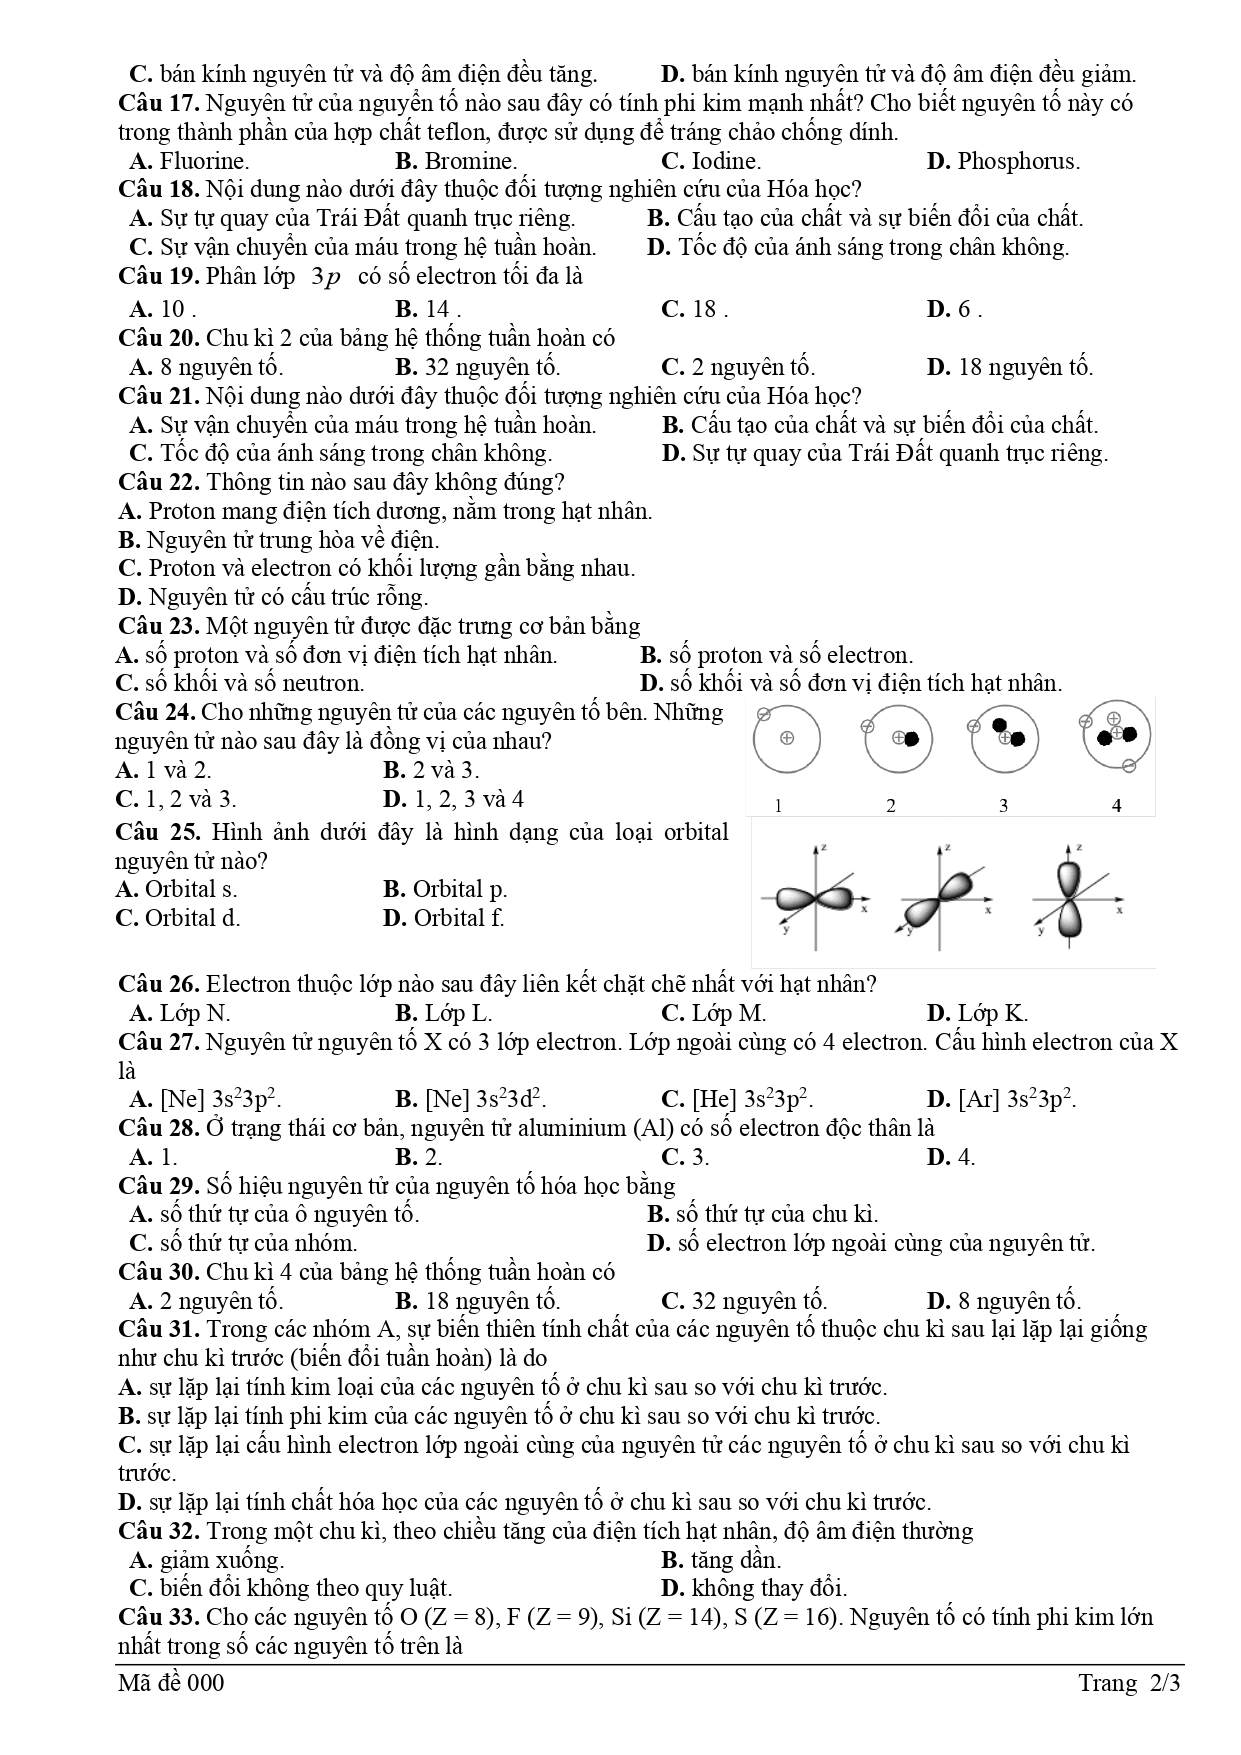 C. bán kính nguyên tử và độ âm điện đều tăng. D. bán kính nguyên tử và độ âm điện đều giảm.
Câu 17. Nguyên tử của nguyển tố nào sau đây có tính phi kim mạnh nhất? Cho biết nguyên tố này có
trong thành phần của hợp chất teflon, được sử dụng để tráng chảo chống dính.
A. Fluorine. B. Bromine. C. Iodine. D. Phosphorus.
Câu 18. Nội dung nào dưới đây thuộc đối tượng nghiên cứu của Hóa học?
A. Sự tự quay của Trái Đất quanh trục riêng. B. Cấu tạo của chất và sự biến đổi của chất.
C. Sự vận chuyển của máu trong hệ tuần hoàn. D. Tốc độ của ánh sáng trong chân không.
Câu 19. Phân lớp 3p có số electron tối đa là
A. 10 . B. 14 . C. 18 . D. 6 .
Câu 20. Chu kì 2 của bảng hệ thống tuần hoàn có
A. 8 nguyên tố. B. 32 nguyên tố. C. 2 nguyên tố. D. 18 nguyên tố.
Câu 21. Nội dung nào dưới đây thuộc đối tượng nghiên cứu của Hóa học?
A. Sự vận chuyển của máu trong hệ tuần hoàn. B. Cấu tạo của chất và sự biến đổi của chất.
C. Tốc độ của ánh sáng trong chân không. D. Sự tự quay của Trái Đất quanh trục riêng.
Câu 22. Thông tin nào sau đây không đúng?
A. Proton mang điện tích dương, nằm trong hạt nhân.
B. Nguyên tử trung hòa về điện.
C. Proton và electron có khối lượng gần bằng nhau.
D. Nguyên tử có cấu trúc rỗng.
Câu 23. Một nguyên tử được đặc trưng cơ bản bằng
A. số proton và số đơn vị điện tích hạt nhân. B. số proton và số electron.
C. số khối và số neutron. D. số khối và số đơn vị điện tích hạt nhân.
Câu 24. Cho những nguyên tử của các nguyên tố bên. Những
nguyên tử nào sau đây là đồng vị của nhau?
A. 1 và 2. B. 2 và 3.
C. 1, 2 và 3. D. 1, 2, 3 và 4
1 2 3 4
Câu 25. Hình ảnh dưới đây là hình dạng của loại orbital
nguyên tử nào?
A. Orbital s. B. Orbital p.
C. Orbital d. D. Orbital f.
z z z
x x x
y y y
Câu 26. Electron thuộc lớp nào sau đây liên kết chặt chẽ nhất với hạt nhân?
A. Lớp N. B. Lớp L. C. Lớp M. D. Lớp K.
Câu 27. Nguyên tử nguyên tố X có 3 lớp electron. Lớp ngoài cùng có 4 electron. Cấu hình electron của X
là
A. [Ne] 3s²3p². B. [Ne] 3s²3d². C. [He] 3s²3p². D. [Ar] 3s²3p².
Câu 28. Ở trạng thái cơ bản, nguyên tử aluminium (Al) có số electron độc thân là
A. 1. B. 2. C. 3. D. 4.
Câu 29. Số hiệu nguyên tử của nguyên tố hóa học bằng
A. số thứ tự của ô nguyên tố. B. số thứ tự của chu kì.
C. số thứ tự của nhóm. D. số electron lớp ngoài cùng của nguyên tử.
Câu 30. Chu kì 4 của bảng hệ thống tuần hoàn có
A. 2 nguyên tố. B. 18 nguyên tố. C. 32 nguyên tố. D. 8 nguyên tố.
Câu 31. Trong các nhóm A, sự biến thiên tính chất của các nguyên tố thuộc chu kì sau lại lặp lại giống
như chu kì trước (biến đổi tuần hoàn) là do
A. sự lặp lại tính kim loại của các nguyên tố ở chu kì sau so với chu kì trước.
B. sự lặp lại tính phi kim của các nguyên tố ở chu kì sau so với chu kì trước.
C. sự lặp lại cấu hình electron lớp ngoài cùng của nguyên tử các nguyên tố ở chu kì sau so với chu kì
trước.
D. sự lặp lại tính chất hóa học của các nguyên tố ở chu kì sau so với chu kì trước.
Câu 32. Trong một chu kì, theo chiều tăng của điện tích hạt nhân, độ âm điện thường
A. giảm xuống. B. tăng dần.
C. biến đổi không theo quy luật. D. không thay đổi.
Câu 33. Cho các nguyên tố O (Z = 8), F (Z = 9), Si (Z = 14), S (Z = 16). Nguyên tố có tính phi kim lớn
nhất trong số các nguyên tố trên là
Mã đề 000 Trang 2/3